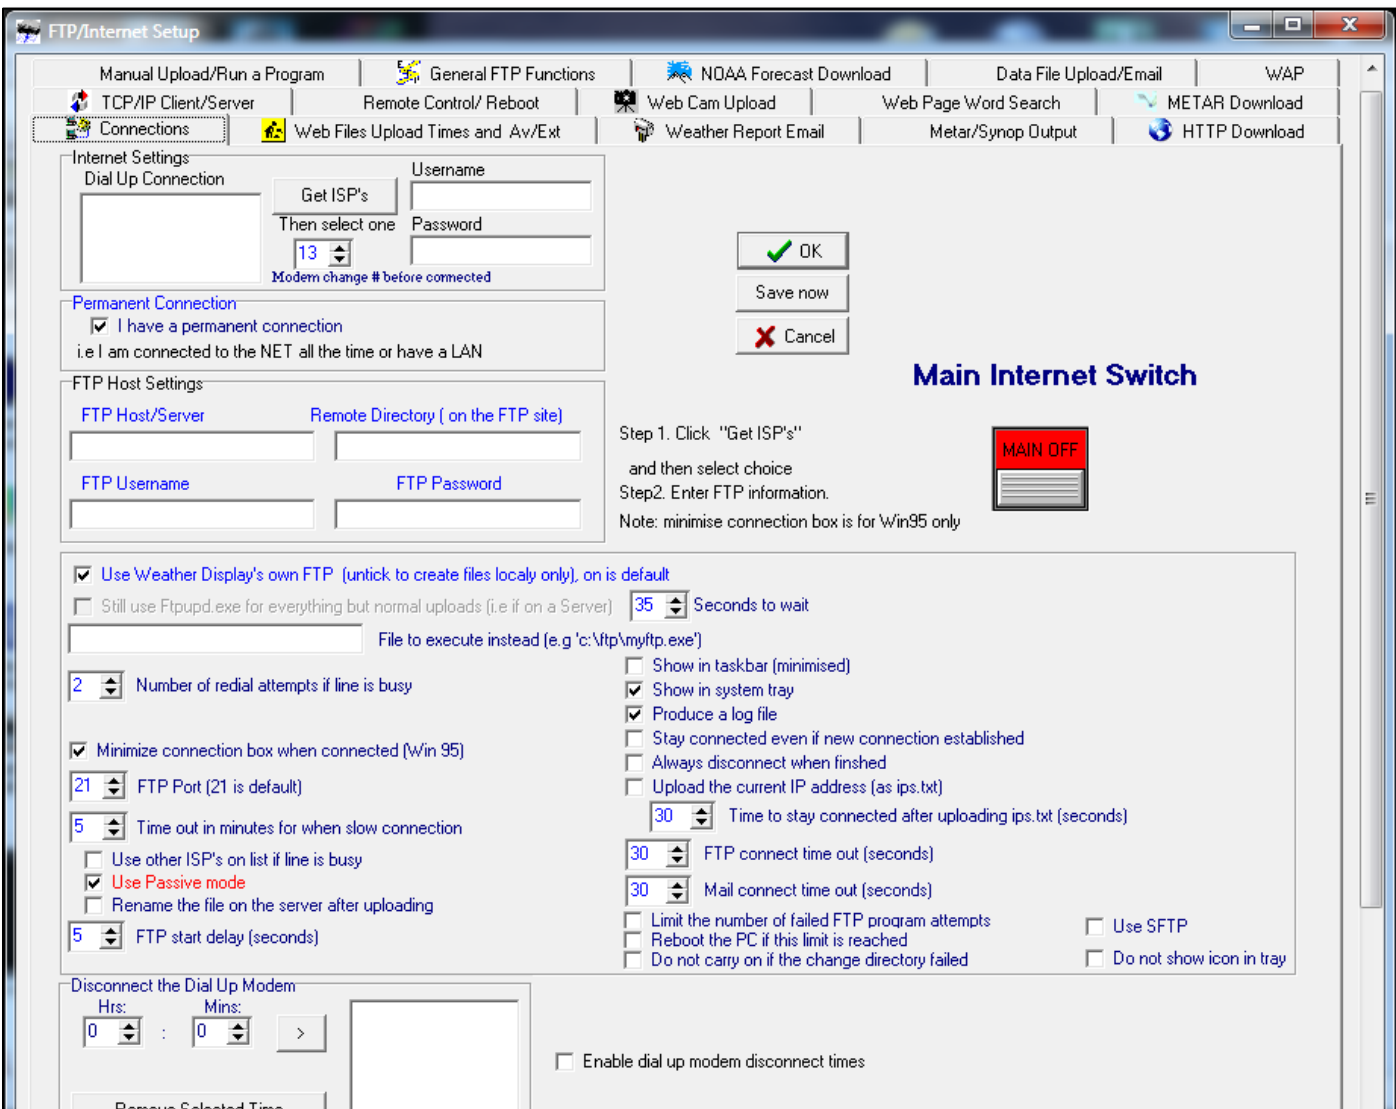 FTP/Internet Setup
Manual Upload/Run a Program
General FTP Functions
NOAA Forecast Download
Data File Upload/Email
WAP
TCP/IP Client/Server
Remote Control/ Reboot
Web Cam Upload
Web Page Word Search
METAR Download
Connections
Web Files Upload Times and Av/Ext
Weather Report Email
Metar/Synop Output
HTTP Download
Internet Settings
Dial Up Connection
Get ISP's
Then select one
13
Modem change # before connected
Username
Password
OK
Save now
Cancel
Permanent Connection
I have a permanent connection
i.e I am connected to the NET all the time or have a LAN
Main Internet Switch
MAIN OFF
FTP Host Settings
FTP Host/Server
Remote Directory ( on the FTP site)
FTP Username
FTP Password
Step 1. Click "Get ISP's"
and then select choice
Step2. Enter FTP information.
Note: minimise connection box is for Win95 only
Use Weather Display's own FTP (untick to create files localy only), on is default
Still use Ftpupd.exe for everything but normal uploads (i.e if on a Server)
35 Seconds to wait
File to execute instead (e.g 'c:\ftp\myftp.exe')
2 Number of redial attempts if line is busy
Minimize connection box when connected (Win 95)
21 FTP Port (21 is default)
5 Time out in minutes for when slow connection
Use other ISP's on list if line is busy
Use Passive mode
Rename the file on the server after uploading
5 FTP start delay (seconds)
Show in taskbar (minimised)
Show in system tray
Produce a log file
Stay connected even if new connection established
Always disconnect when finshed
Upload the current IP address (as ips.txt)
30 Time to stay connected after uploading ips.txt (seconds)
30 FTP connect time out (seconds)
30 Mail connect time out (seconds)
Limit the number of failed FTP program attempts
Reboot the PC if this limit is reached
Do not carry on if the change directory failed
Use SFTP
Do not show icon in tray
Disconnect the Dial Up Modem
Hrs: Mins:
0 : 0 >
Remove Selected Time
Enable dial up modem disconnect times